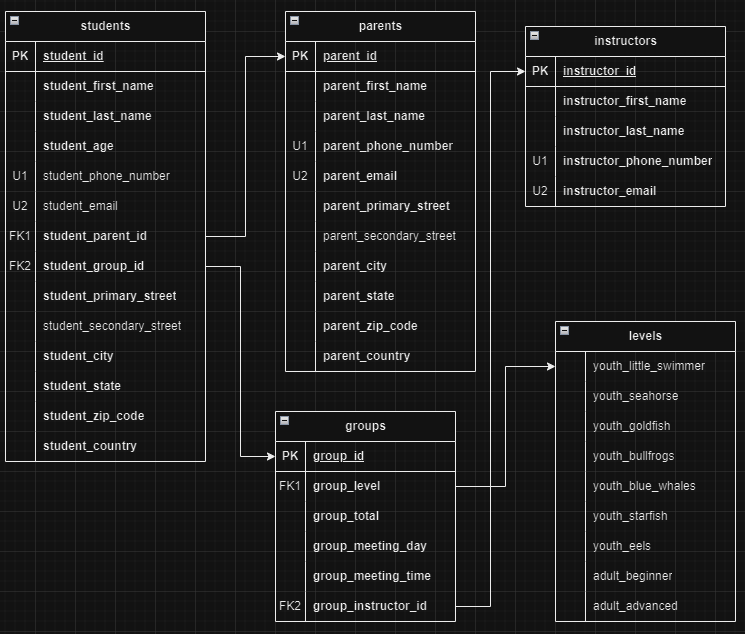 students
PK student_id
student_first_name
student_last_name
student_age
U1 student_phone_number
U2 student_email
FK1 student_parent_id
FK2 student_group_id
student_primary_street
student_secondary_street
student_city
student_state
student_zip_code
student_country
parents
PK parent_id
parent_first_name
parent_last_name
U1 parent_phone_number
U2 parent_email
parent_primary_street
parent_secondary_street
parent_city
parent_state
parent_zip_code
parent_country
instructors
PK instructor_id
instructor_first_name
instructor_last_name
U1 instructor_phone_number
U2 instructor_email
groups
PK group_id
FK1 group_level
group_total
group_meeting_day
group_meeting_time
FK2 group_instructor_id
levels
youth_little_swimmer
youth_seahorse
youth_goldfish
youth_bullfrogs
youth_blue_whales
youth_starfish
youth_eels
adult_beginner
adult_advanced